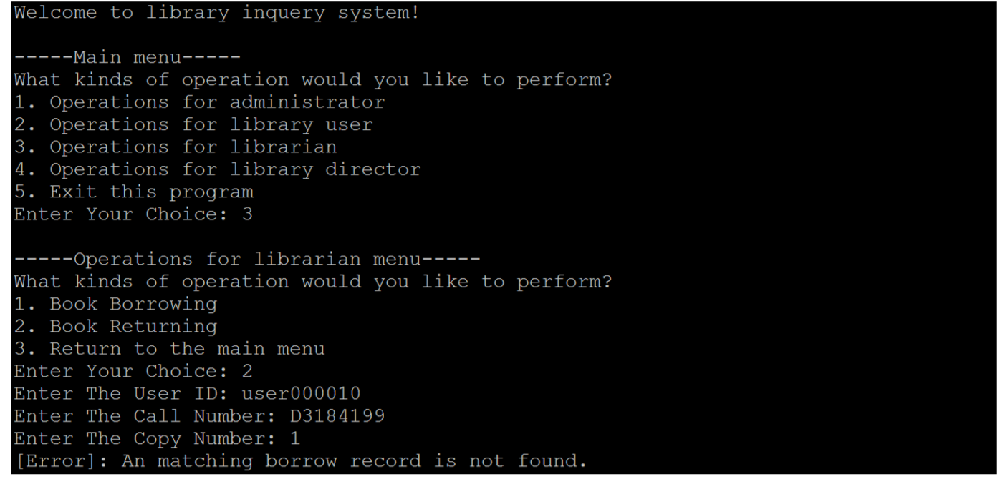 Welcome to library inquery system!
-----Main menu-----
What kinds of operation would you like to perform?
1. Operations for administrator
2. Operations for library user
3. Operations for librarian
4. Operations for library director
5. Exit this program
Enter Your Choice: 3
-----Operations for librarian menu-----
What kinds of operation would you like to perform?
1. Book Borrowing
2. Book Returning
3. Return to the main menu
Enter Your Choice: 2
Enter The User ID: user000010
Enter The Call Number: D3184199
Enter The Copy Number: 1
[Error]: An matching borrow record is not found.